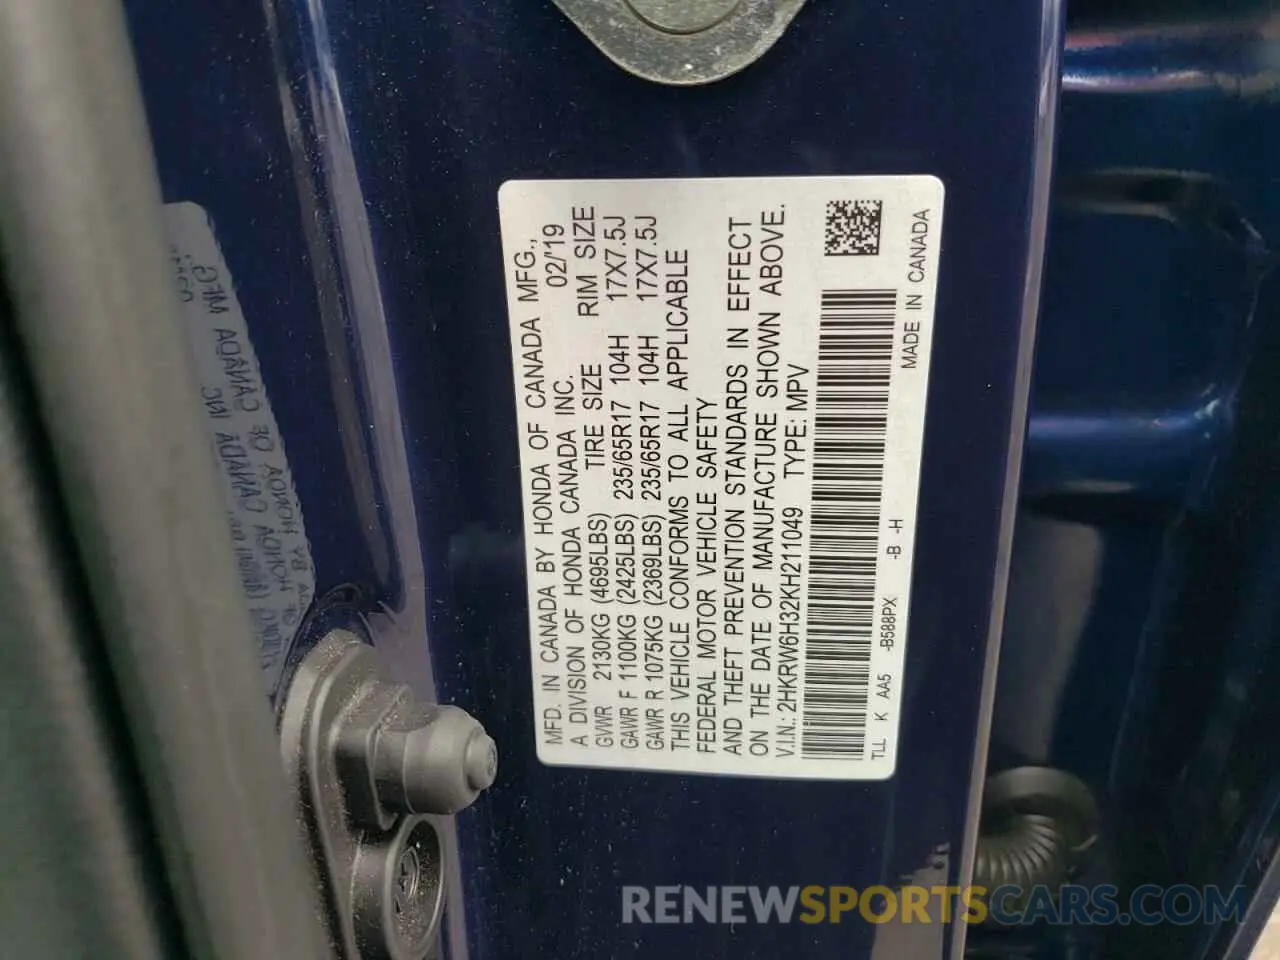 MFD. IN CANADA BY HONDA OF CANADA MFG.,
A DIVISION OF HONDA CANADA INC. 02/'19
GVWR 2130KG (4695LBS) TIRE SIZE RIM SIZE
GAWR F 1100KG (2425LBS) 235/65R17 104H 17X7.5J
GAWR R 1075KG (2369LBS) 235/65R17 104H 17X7.5J
THIS VEHICLE CONFORMS TO ALL APPLICABLE
FEDERAL MOTOR VEHICLE SAFETY
AND THEFT PREVENTION STANDARDS IN EFFECT
ON THE DATE OF MANUFACTURE SHOWN ABOVE.
V.I.N.: 2HKRW6H32KH211049 TYPE: MPV
TLL K AA5 -B588PX -B -H MADE IN CANADA
RENEWSPORTSCARS.COM